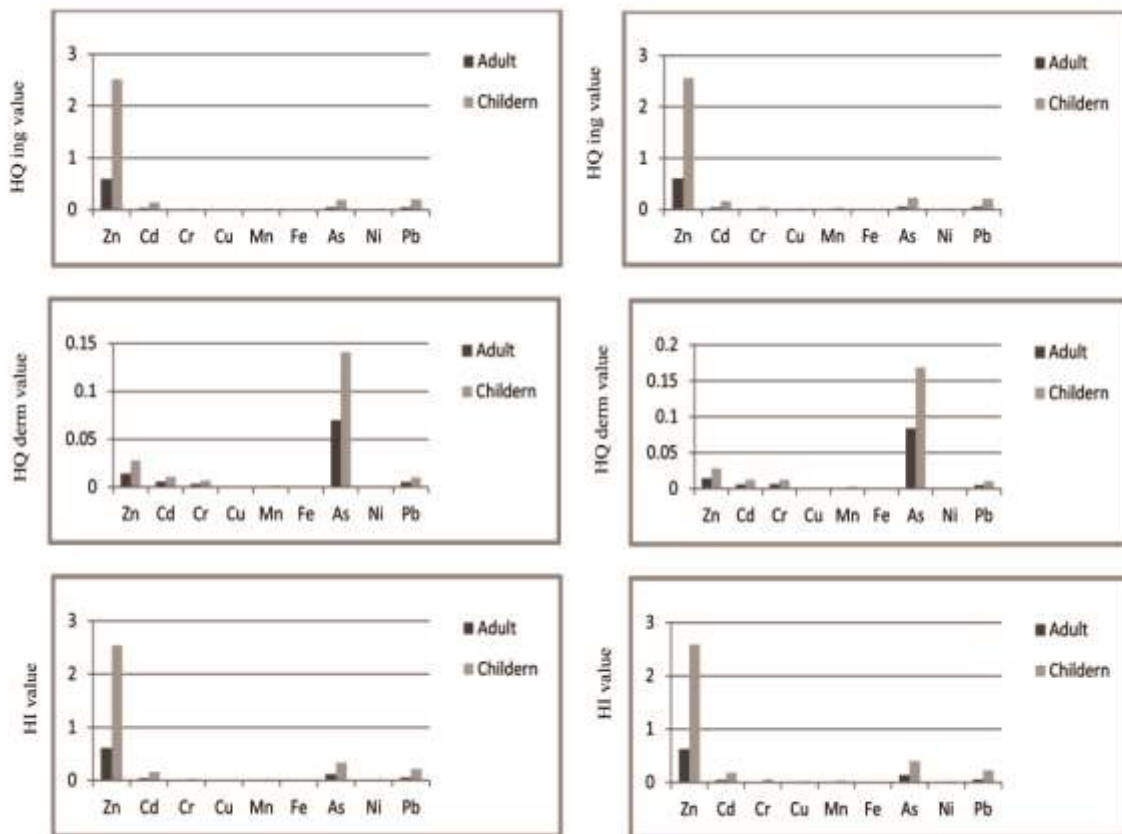 HQ ing value
3
2
1
0
Zn Cd Cr Cu Mn Fe As Ni Pb
Adult
Childern
HQ ing value
3
2
1
0
Zn Cd Cr Cu Mn Fe As Ni Pb
Adult
Childern
HQ derm value
0.15
0.1
0.05
0
Zn Cd Cr Cu Mn Fe As Ni Pb
Adult
Childern
HQ derm value
0.2
0.15
0.1
0.05
0
Zn Cd Cr Cu Mn Fe As Ni Pb
Adult
Childern
HI value
3
2
1
0
Zn Cd Cr Cu Mn Fe As Ni Pb
Adult
Childern
HI value
3
2
1
0
Zn Cd Cr Cu Mn Fe As Ni Pb
Adult
Childern